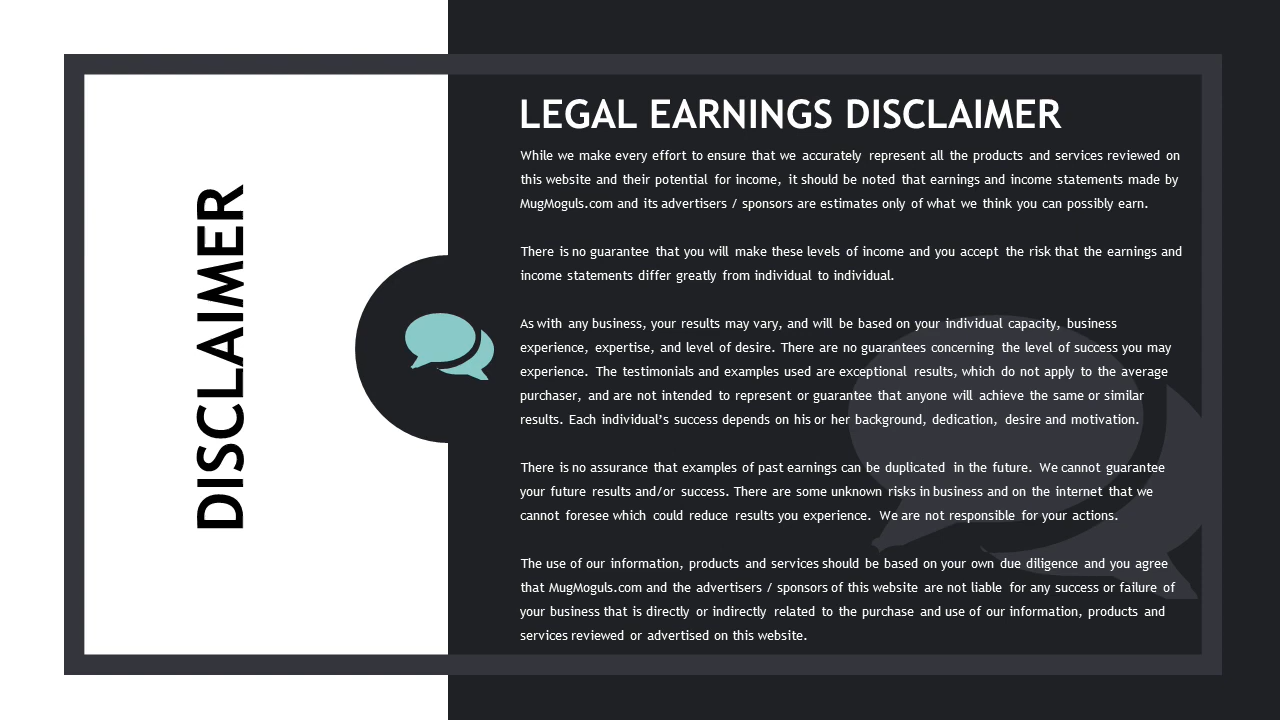 DISCLAIMER
LEGAL EARNINGS DISCLAIMER
While we make every effort to ensure that we accurately represent all the products and services reviewed on
this website and their potential for income, it should be noted that earnings and income statements made by
MugMoguls.com and its advertisers / sponsors are estimates only of what we think you can possibly earn.
There is no guarantee that you will make these levels of income and you accept the risk that the earnings and
income statements differ greatly from individual to individual.
As with any business, your results may vary, and will be based on your individual capacity, business
experience, expertise, and level of desire. There are no guarantees concerning the level of success you may
experience. The testimonials and examples used are exceptional results, which do not apply to the average
purchaser, and are not intended to represent or guarantee that anyone will achieve the same or similar
results. Each individual’s success depends on his or her background, dedication, desire and motivation.
There is no assurance that examples of past earnings can be duplicated in the future. We cannot guarantee
your future results and/or success. There are some unknown risks in business and on the internet that we
cannot foresee which could reduce results you experience. We are not responsible for your actions.
The use of our information, products and services should be based on your own due diligence and you agree
that MugMoguls.com and the advertisers / sponsors of this website are not liable for any success or failure of
your business that is directly or indirectly related to the purchase and use of our information, products and
services reviewed or advertised on this website.